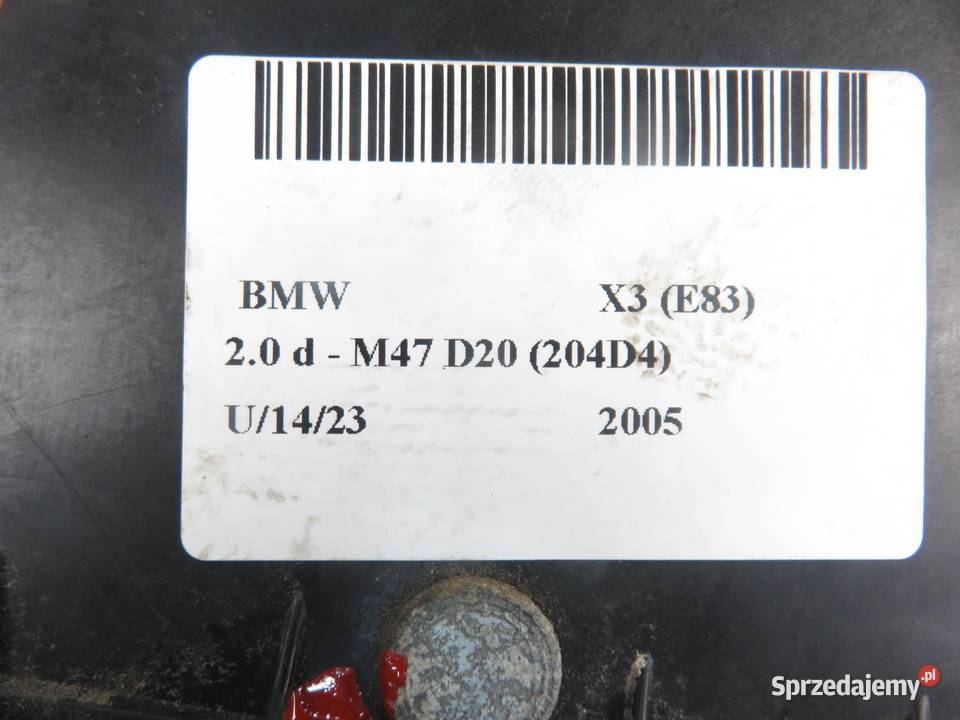 BMW X3 (E83)
2.0 d - M47 D20 (204D4)
U/14/23 2005
Sprzedajemy.pl